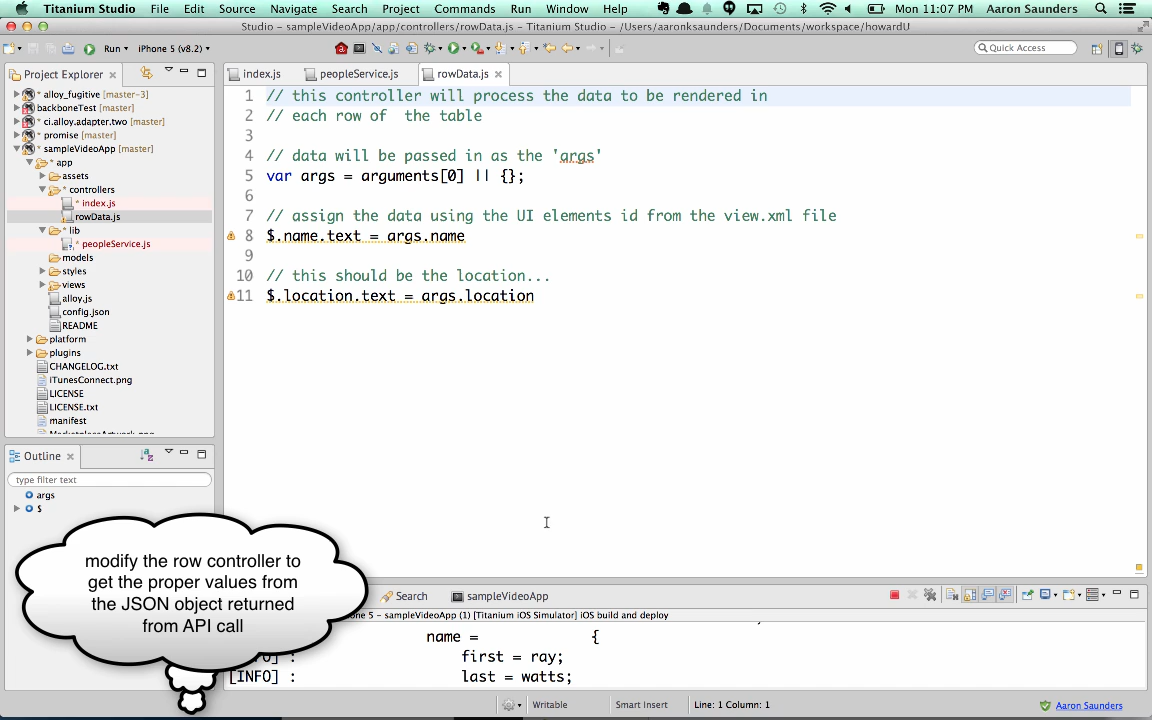 Titanium Studio File Edit Source Navigate Search Project Commands Run Window Help Mon 11:07 PM Aaron Saunders
Studio - sampleVideoApp/app/controllers/rowData.js - Titanium Studio - /Users/aaronksaunders/Documents/workspace/howardU
Run iPhone 5 (v8.2) Quick Access
Project Explorer
index.js peopleService.js rowData.js
* alloy_fugitive [master-3]
backboneTest [master]
* ci.alloy.adapter.two [master]
* promise [master]
* sampleVideoApp [master]
* app
assets
* controllers
* index.js
rowData.js
* lib
* peopleService.js
models
styles
views
alloy.js
config.json
README
platform
plugins
CHANGELOG.txt
iTunesConnect.png
LICENSE
LICENSE.txt
manifest
1 // this controller will process the data to be rendered in
2 // each row of the table
3
4 // data will be passed in as the 'args'
5 var args = arguments[0] || {};
6
7 // assign the data using the UI elements id from the view.xml file
8 $.name.text = args.name
9
10 // this should be the location...
11 $.location.text = args.location
Outline
type filter text
args
$
modify the row controller to
get the proper values from
the JSON object returned
from API call
Search sampleVideoApp
5 - sampleVideoApp (master) [Titanium iOS Simulator] iOS build and deploy
name = {
first = ray;
[INFO] : last = watts;
Writable Smart Insert Line: 1 Column: 1 Aaron Saunders